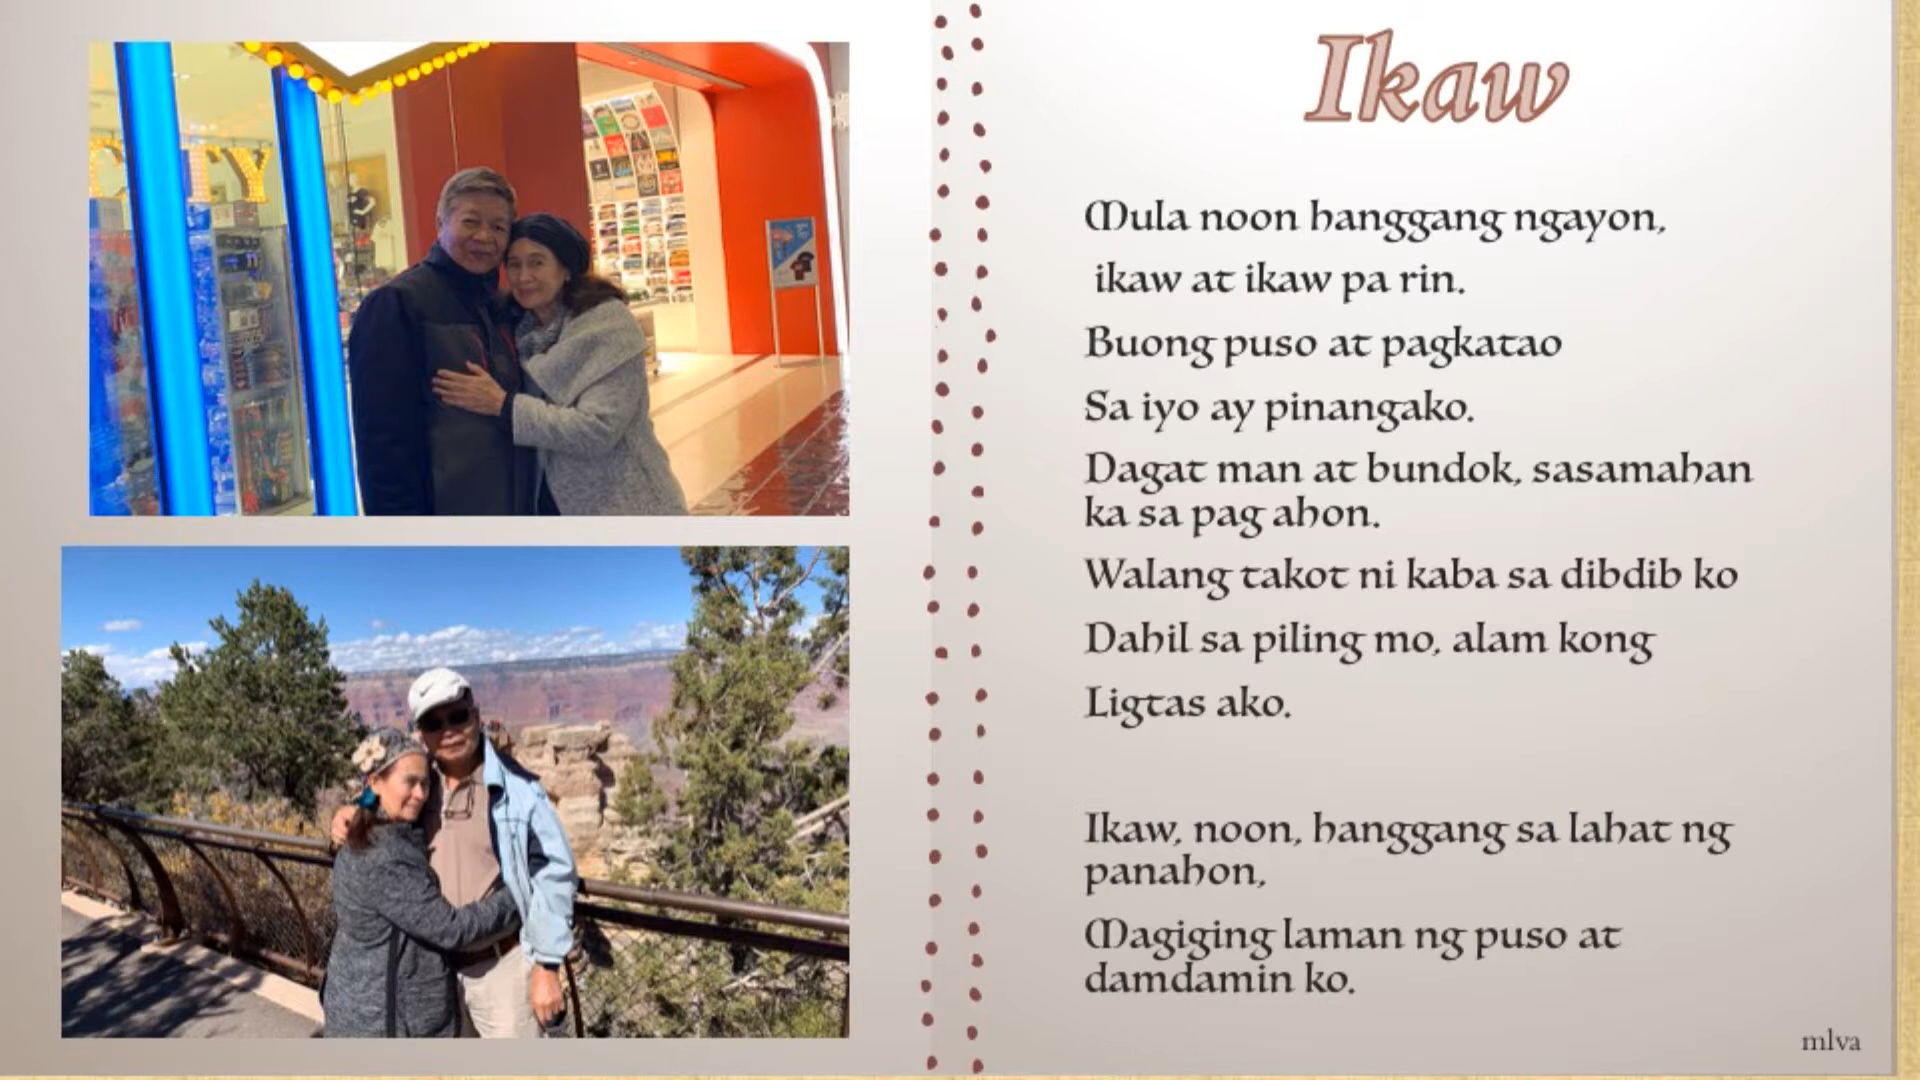 Ikaw
Mula noon hanggang ngayon,
ikaw at ikaw pa rin.
Buong puso at pagkatao
Sa iyo ay pinangako.
Dagat man at bundok, sasamahan
ka sa pag ahon.
Walang takot ni kaba sa dibdib ko
Dahil sa piling mo, alam kong
Ligtas ako.
Ikaw, noon, hanggang sa lahat ng
panahon,
Magiging laman ng puso at
damdamin ko.
mlva